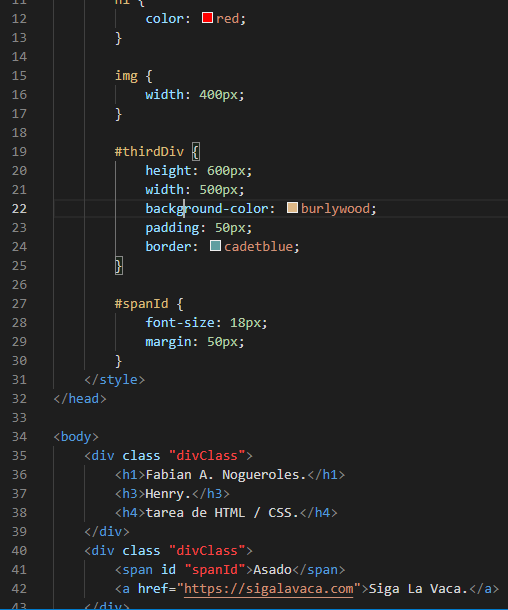 11 h1 {
12 color: red;
13 }
14
15 img {
16 width: 400px;
17 }
18
19 #thirdDiv {
20 height: 600px;
21 width: 500px;
22 background-color: burlywood;
23 padding: 50px;
24 border: cadetblue;
25 }
26
27 #spanId {
28 font-size: 18px;
29 margin: 50px;
30 }
31 </style>
32 </head>
33
34 <body>
35 <div class "divClass">
36 <h1>Fabian A. Nogueroles.</h1>
37 <h3>Henry.</h3>
38 <h4>tarea de HTML / CSS.</h4>
39 </div>
40 <div class "divClass">
41 <span id "spanId">Asado</span>
42 <a href="https://sigalavaca.com">Siga La Vaca.</a>
43 </div>